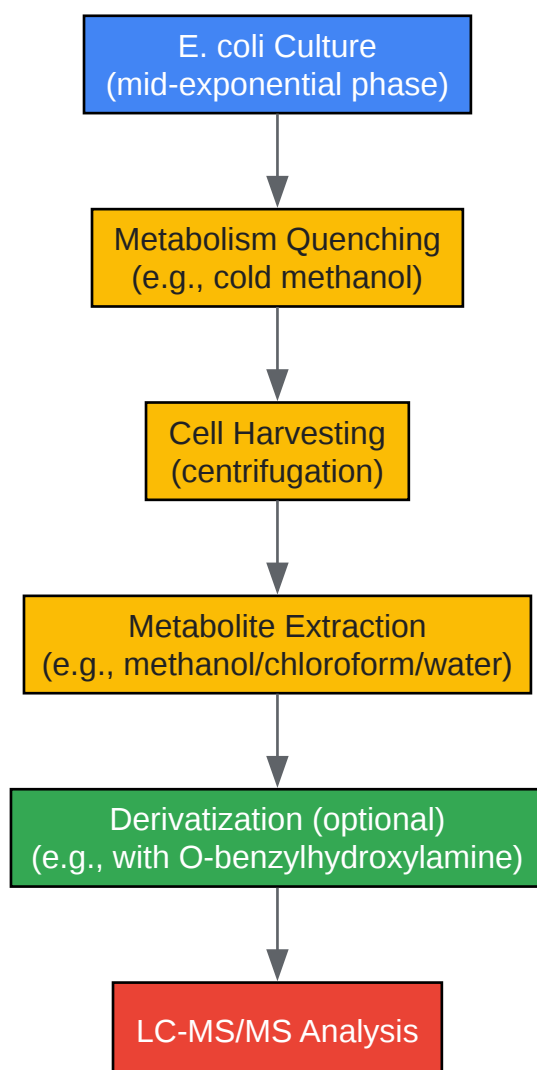 E. coli Culture
(mid-exponential phase)
Metabolism Quenching
(e.g., cold methanol)
Cell Harvesting
(centrifugation)
Metabolite Extraction
(e.g., methanol/chloroform/water)
Derivatization (optional)
(e.g., with O-benzylhydroxylamine)
LC-MS/MS Analysis